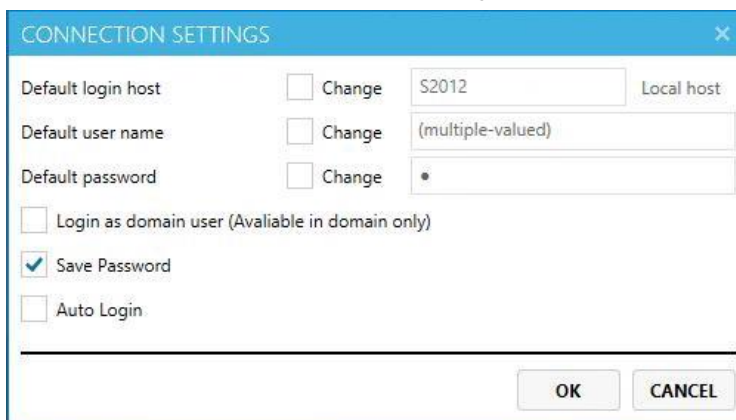 CONNECTION SETTINGS
Default login host Change S2012 Local host
Default user name Change (multiple-valued)
Default password Change •
Login as domain user (Avaliable in domain only)
Save Password
Auto Login
OK CANCEL